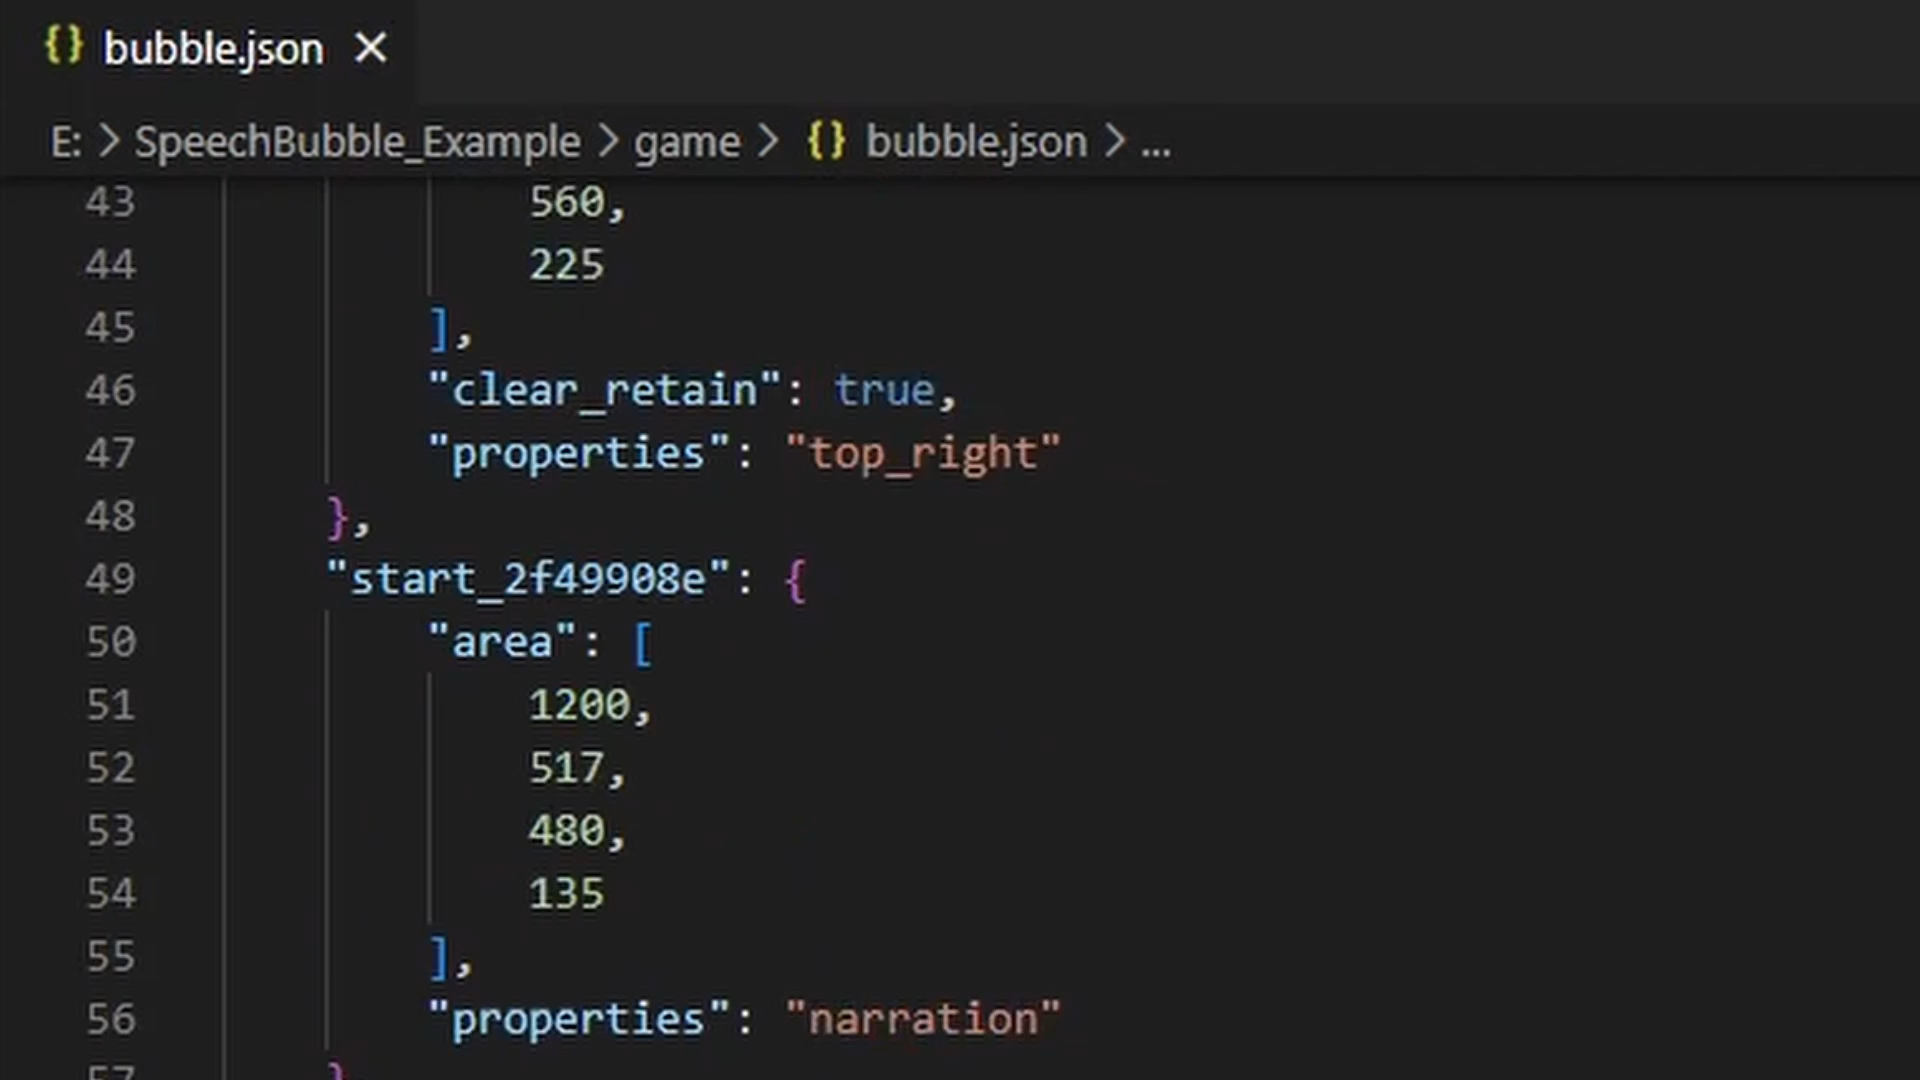 {} bubble.json ×
E: > SpeechBubble_Example > game > {} bubble.json > ...
43 560,
44 225
45 ],
46 "clear_retain": true,
47 "properties": "top_right"
48 },
49 "start_2f49908e": {
50 "area": [
51 1200,
52 517,
53 480,
54 135
55 ],
56 "properties": "narration"
57 }